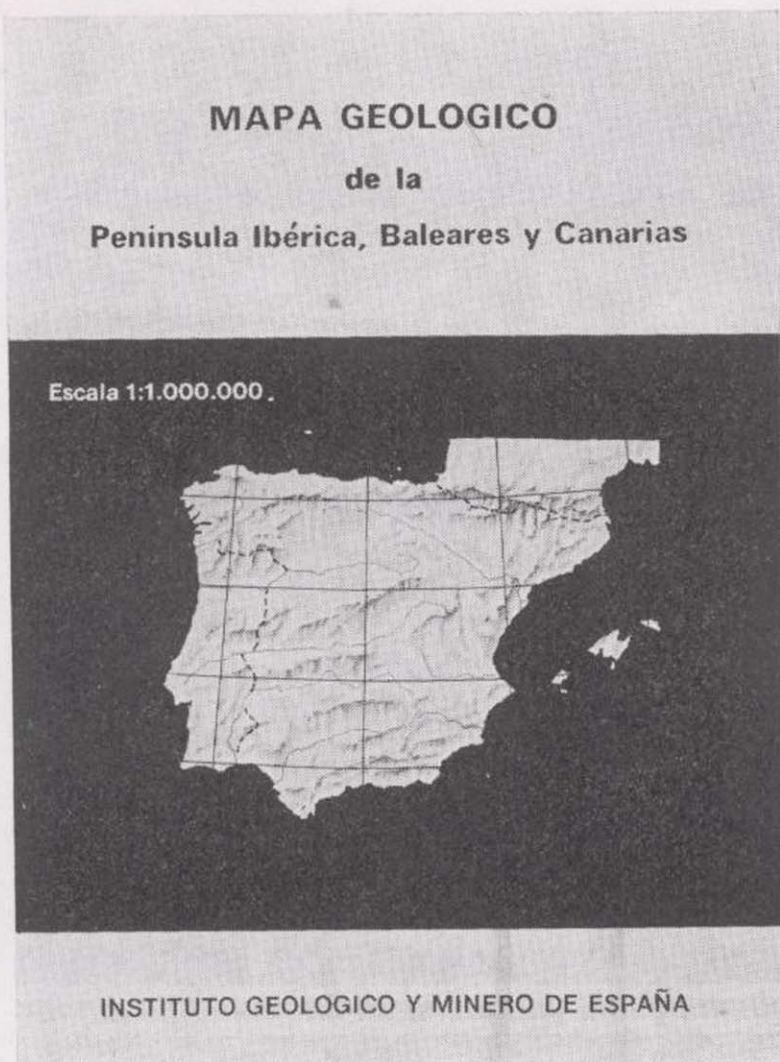 MAPA GEOLOGICO
de la
Peninsula Ibérica, Baleares y Canarias
Escala 1:1.000.000.
INSTITUTO GEOLOGICO Y MINERO DE ESPAÑA